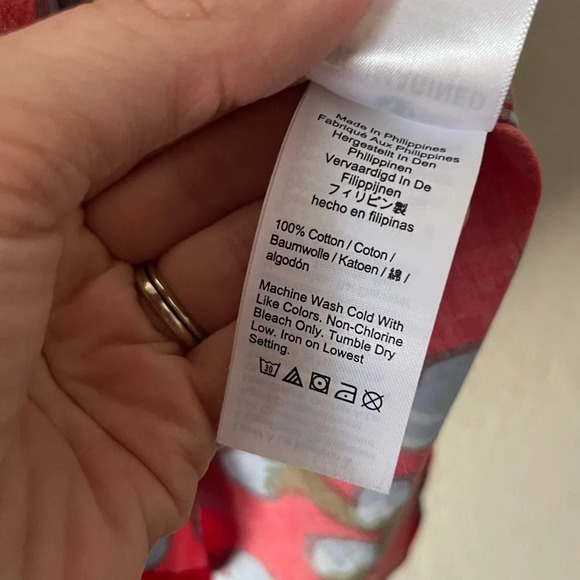 Made In Philippines
Fabriqué Aux Philippines
Hergestellt In Den
Philippinen
Vervaardigd In De
Filippijnen
フィリピン製
hecho en filipinas
100% Cotton / Coton /
Baumwolle / Katoen / 綿 /
algodón
Machine Wash Cold With
Like Colors. Non-Chlorine
Bleach Only. Tumble Dry
Low. Iron on Lowest
Setting.
30